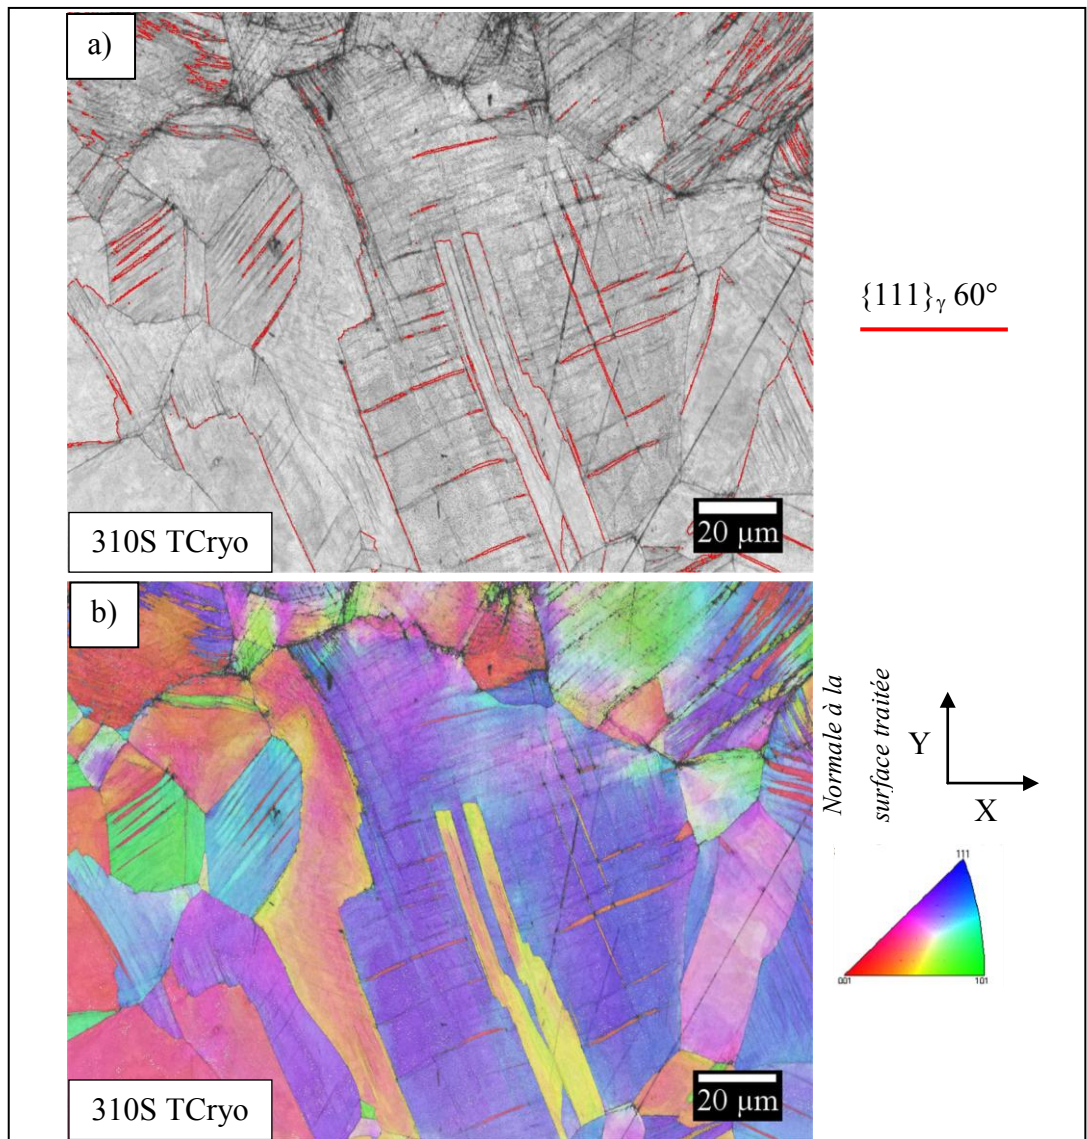 a)
{111}γ 60°
310S TCryo
20 µm
b)
Normale à la
surface traitée
Y
X
111
001
101
310S TCryo
20 µm